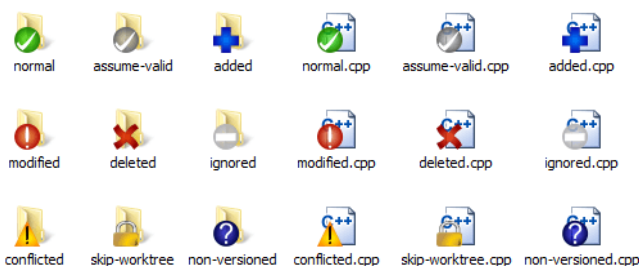 C++ C++ C++
normal assume-valid added normal.cpp assume-valid.cpp added.cpp
C++ C++ C++
modified deleted ignored modified.cpp deleted.cpp ignored.cpp
C++ C++ C++
conflicted skip-worktree non-versioned conflicted.cpp skip-worktree.cpp non-versioned.cpp